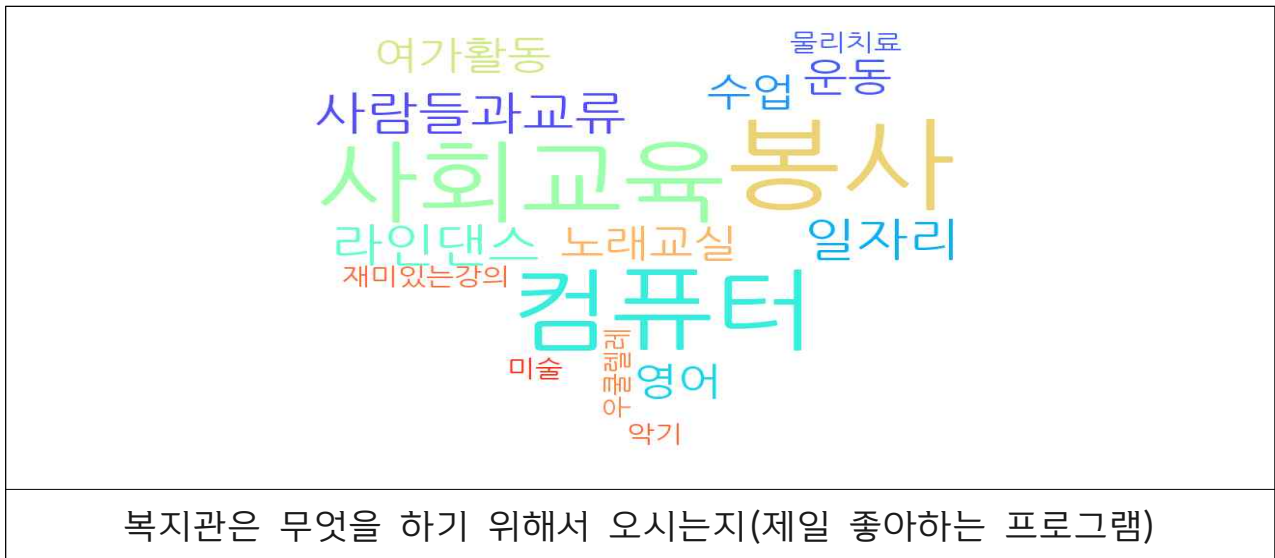 여가활동
물리치료
수업
운동
사람들과교류
사회교육
봉사
라인댄스
노래교실
일자리
재미있는강의
컴퓨터
미술
우쿨렐레
영어
악기
복지관은 무엇을 하기 위해서 오시는지(제일 좋아하는 프로그램)